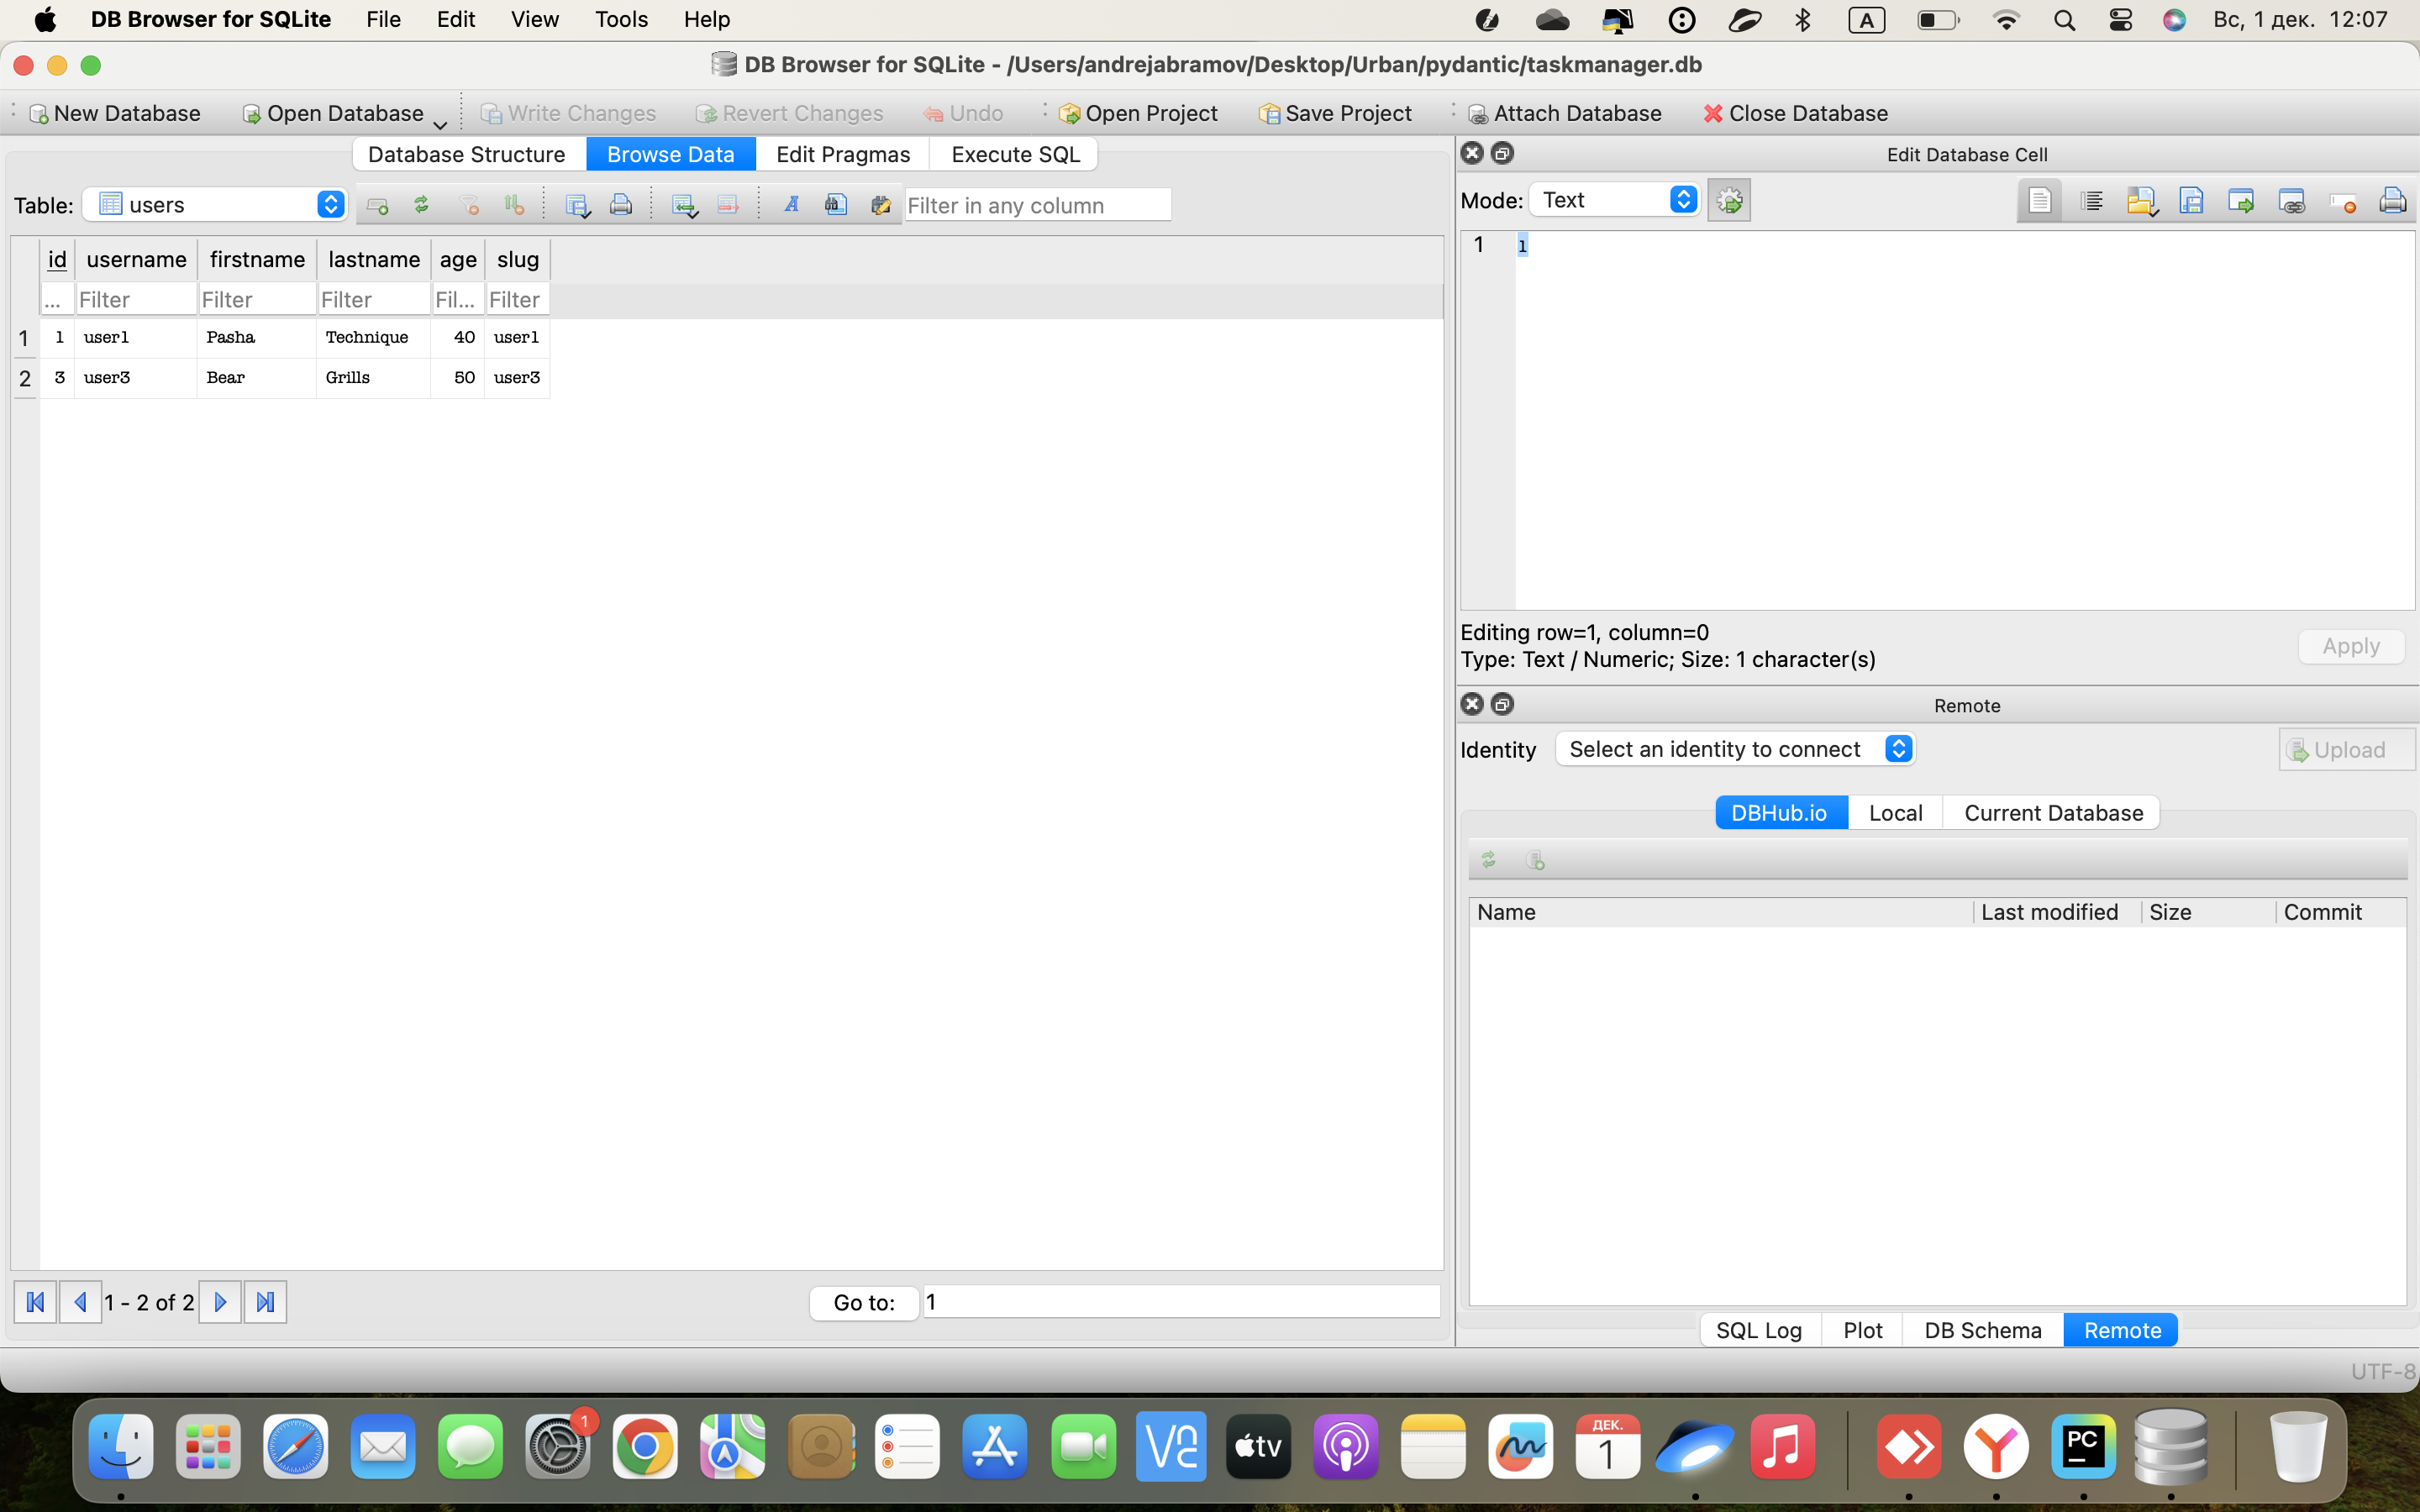 DB Browser for SQLite File Edit View Tools Help A Вс, 1 дек. 12:07
DB Browser for SQLite - /Users/andrejabramov/Desktop/Urban/pydantic/taskmanager.db
New Database Open Database Write Changes Revert Changes Undo Open Project Save Project Attach Database Close Database
Database Structure Browse Data Edit Pragmas Execute SQL
Table: users Filter in any column
id username firstname lastname age slug
... Filter Filter Filter Fil... Filter
1 1 user1 Pasha Technique 40 user1
2 3 user3 Bear Grills 50 user3
1 - 2 of 2 Go to: 1
Edit Database Cell
Mode: Text
1 1
Editing row=1, column=0
Type: Text / Numeric; Size: 1 character(s)
Apply
Remote
Identity Select an identity to connect Upload
DBHub.io Local Current Database
Name Last modified Size Commit
SQL Log Plot DB Schema Remote
UTF-8
1 tv ДЕК. 1 PC